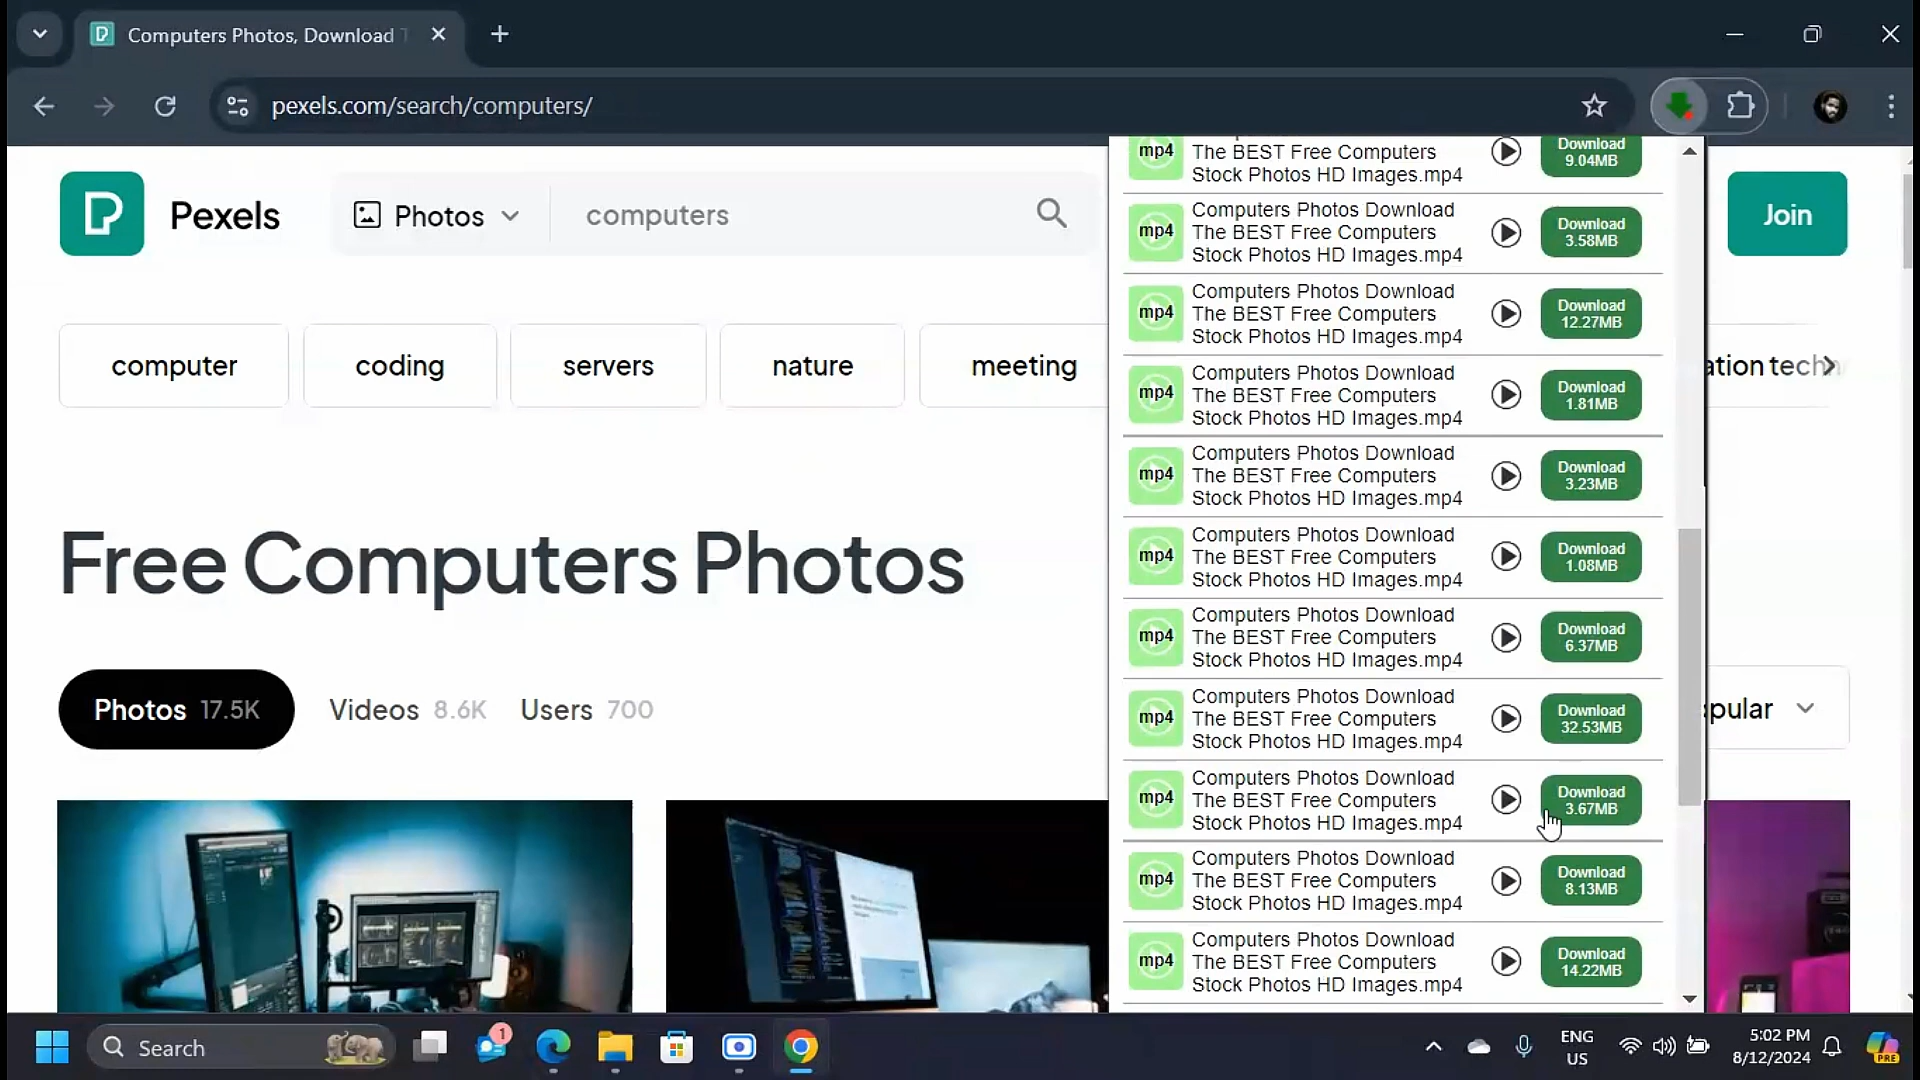 Computers Photos, Download T
pexels.com/search/computers/
Pexels
Photos
computers
Join
computer
coding
servers
nature
meeting
ation techn
Free Computers Photos
Photos 17.5K
Videos 8.6K
Users 700
pular
mp4
The BEST Free Computers
Stock Photos HD Images.mp4
Download
9.04MB
mp4
Computers Photos Download
The BEST Free Computers
Stock Photos HD Images.mp4
Download
3.58MB
mp4
Computers Photos Download
The BEST Free Computers
Stock Photos HD Images.mp4
Download
12.27MB
mp4
Computers Photos Download
The BEST Free Computers
Stock Photos HD Images.mp4
Download
1.81MB
mp4
Computers Photos Download
The BEST Free Computers
Stock Photos HD Images.mp4
Download
3.23MB
mp4
Computers Photos Download
The BEST Free Computers
Stock Photos HD Images.mp4
Download
1.08MB
mp4
Computers Photos Download
The BEST Free Computers
Stock Photos HD Images.mp4
Download
6.37MB
mp4
Computers Photos Download
The BEST Free Computers
Stock Photos HD Images.mp4
Download
32.53MB
mp4
Computers Photos Download
The BEST Free Computers
Stock Photos HD Images.mp4
Download
3.67MB
mp4
Computers Photos Download
The BEST Free Computers
Stock Photos HD Images.mp4
Download
8.13MB
mp4
Computers Photos Download
The BEST Free Computers
Stock Photos HD Images.mp4
Download
14.22MB
Search
1
ENG
US
5:02 PM
8/12/2024
PRE